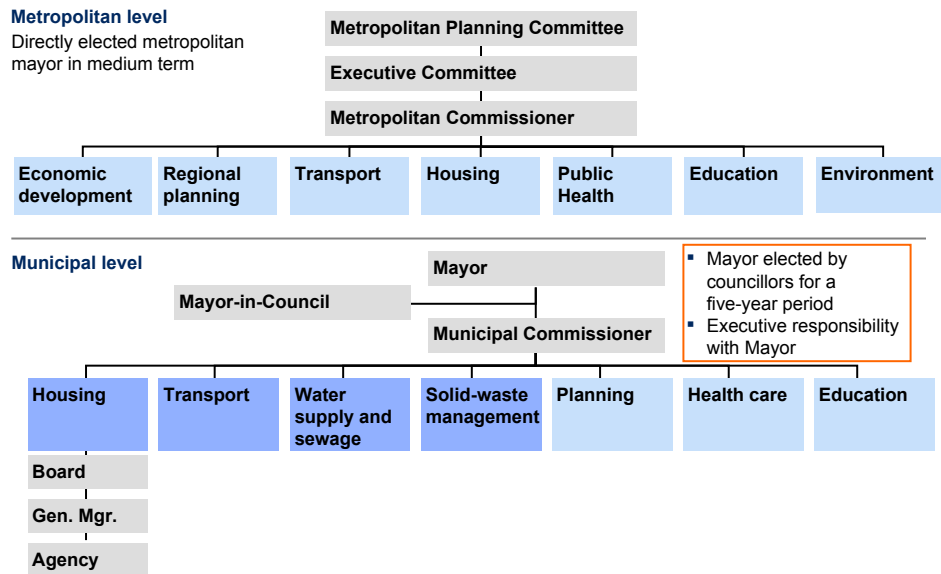 Metropolitan level
Directly elected metropolitan
mayor in medium term
Metropolitan Planning Committee
Executive Committee
Metropolitan Commissioner
Economic
development
Regional
planning
Transport
Housing
Public
Health
Education
Environment
Municipal level
Mayor
Mayor-in-Council
Municipal Commissioner
▪ Mayor elected by
councillors for a
five-year period
▪ Executive responsibility
with Mayor
Housing
Transport
Water
supply and
sewage
Solid-waste
management
Planning
Health care
Education
Board
Gen. Mgr.
Agency